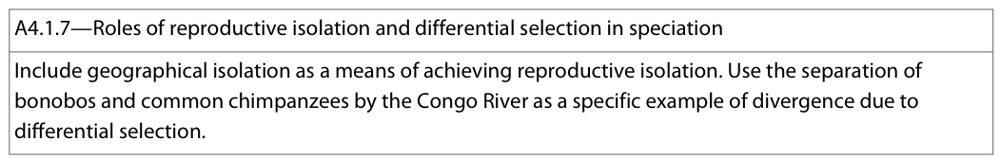 A4.1.7—Roles of reproductive isolation and differential selection in speciation
Include geographical isolation as a means of achieving reproductive isolation. Use the separation of
bonobos and common chimpanzees by the Congo River as a specific example of divergence due to
differential selection.